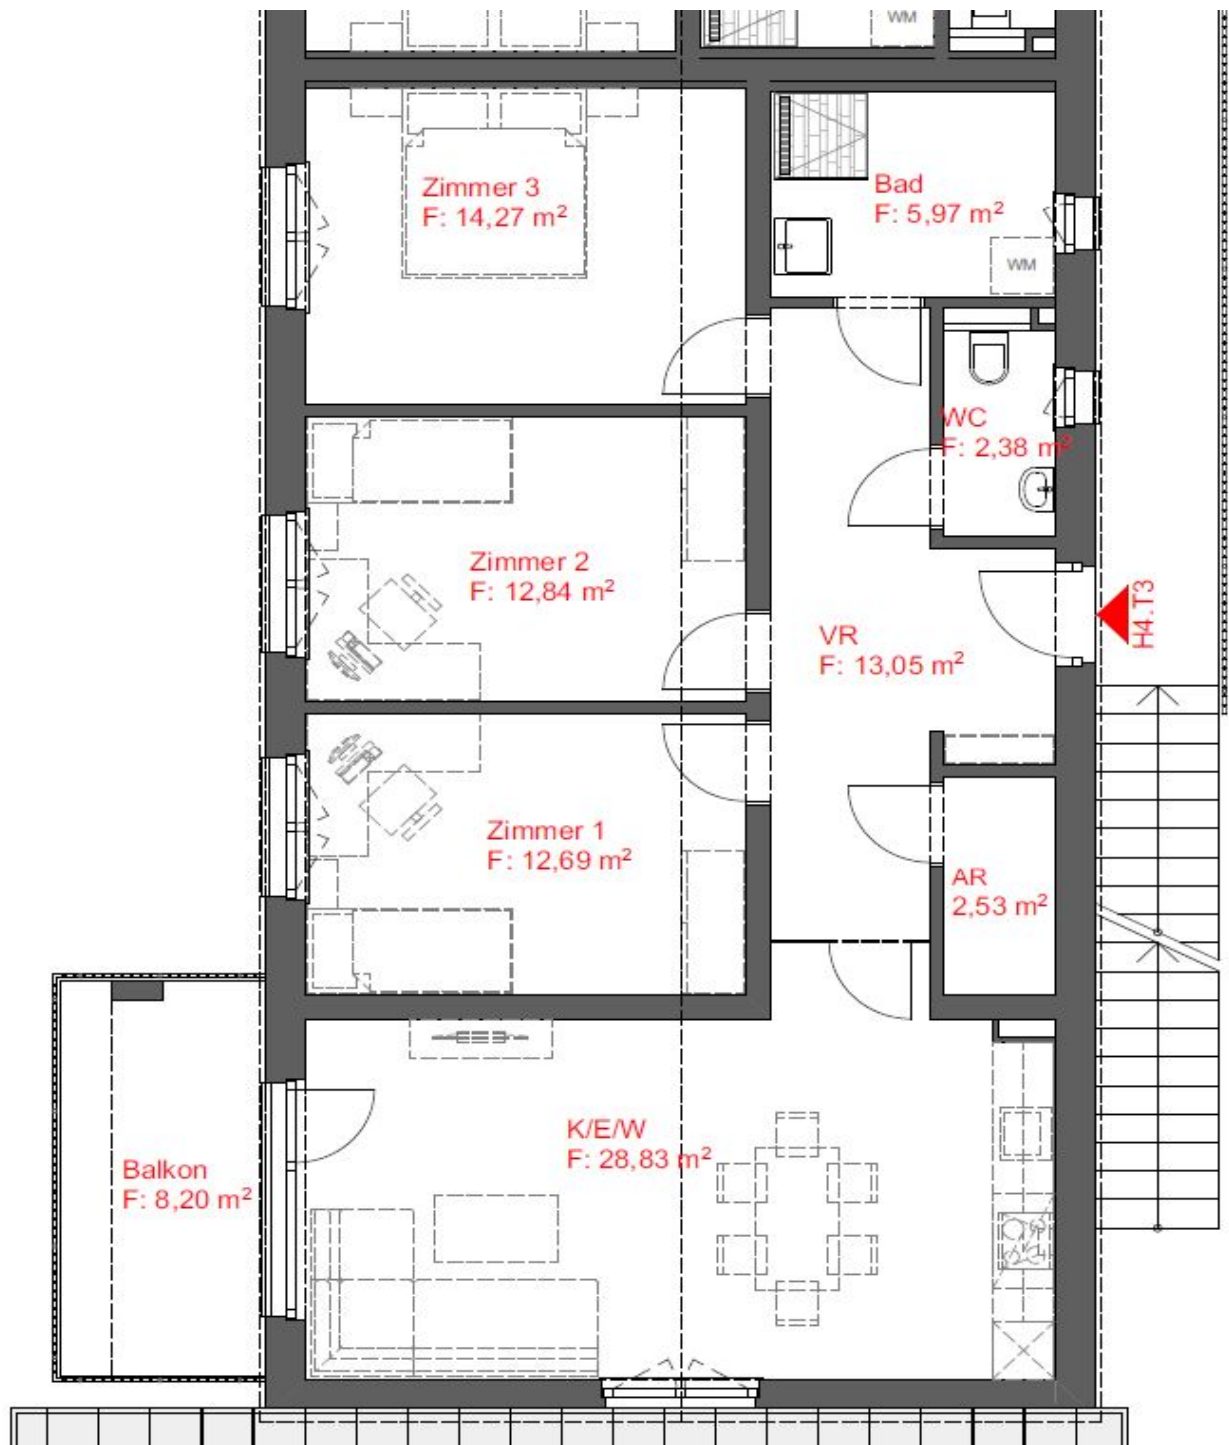 WM
Zimmer 3
F: 14,27 m²
Bad
F: 5,97 m²
WM
WC
F: 2,38 m²
Zimmer 2
F: 12,84 m²
H4.T3
VR
F: 13,05 m²
Zimmer 1
F: 12,69 m²
AR
2,53 m²
K/E/W
F: 28,83 m²
Balkon
F: 8,20 m²